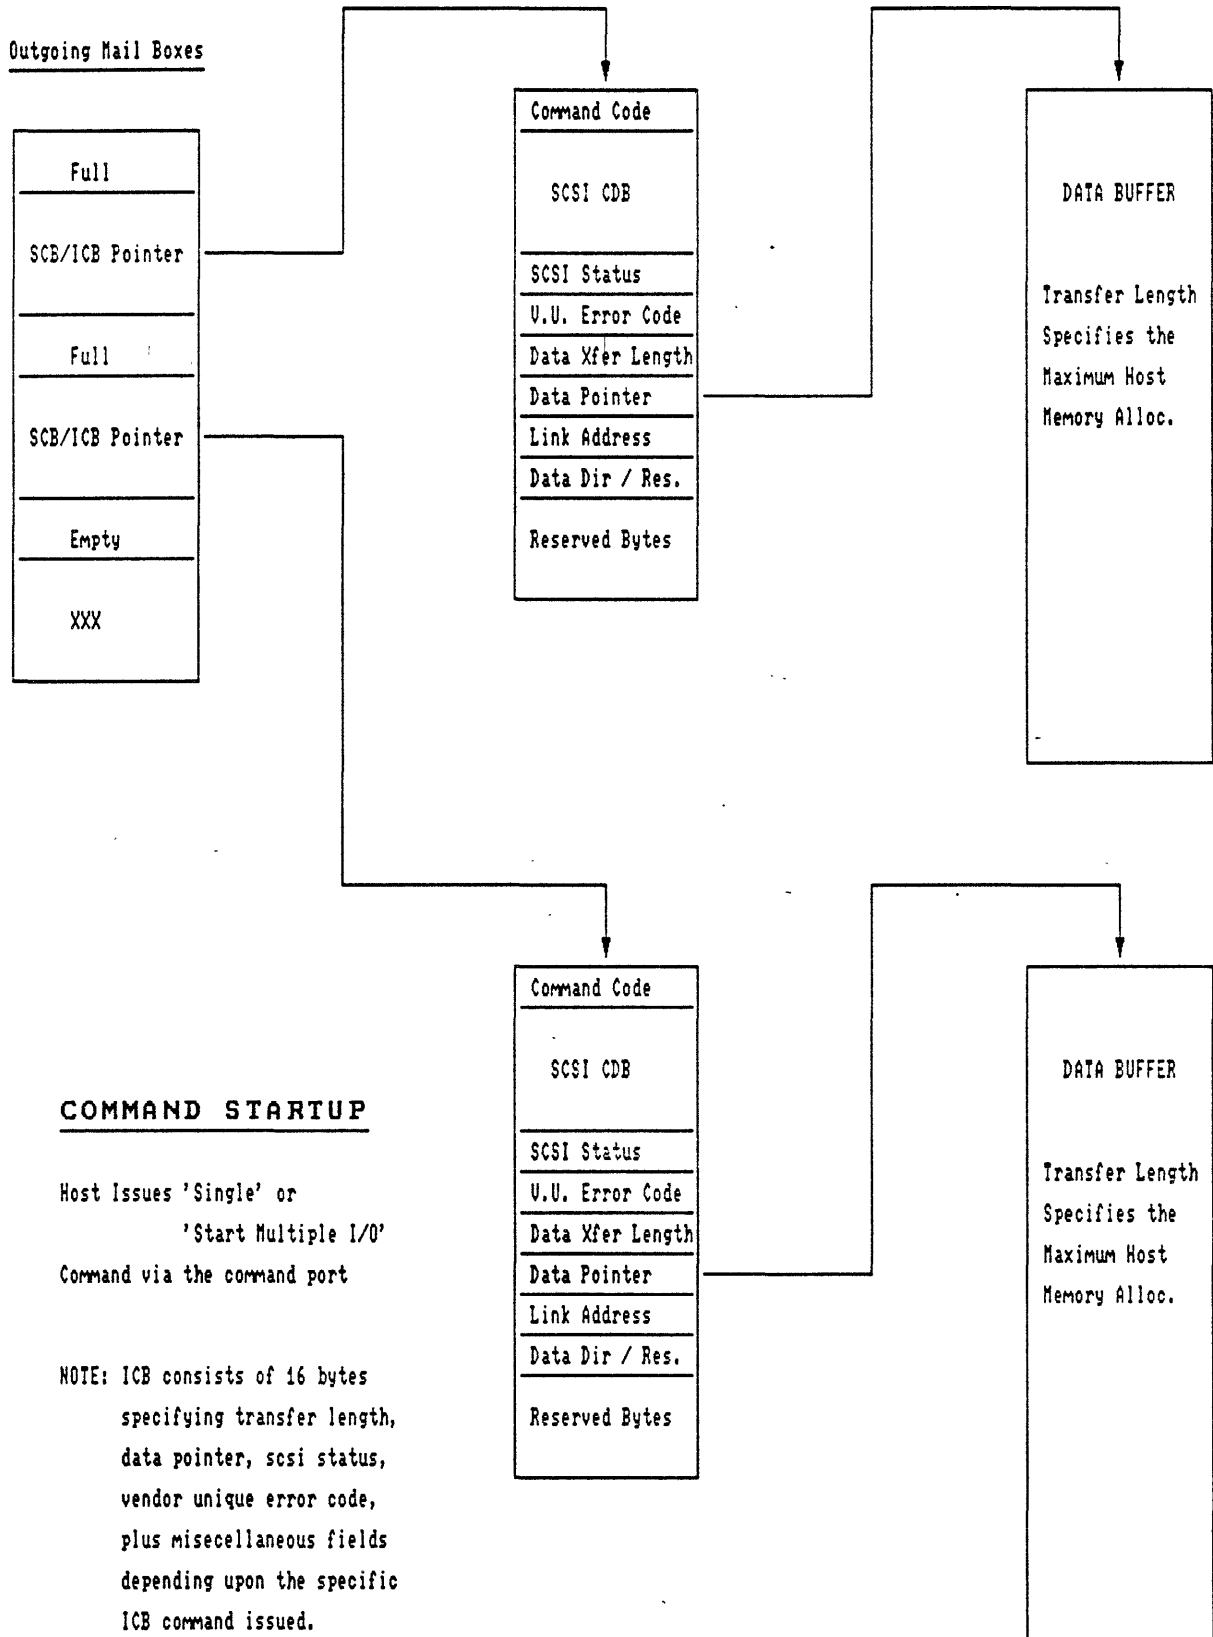 Outgoing Mail Boxes
Full
SCB/ICB Pointer
Full
SCB/ICB Pointer
Empty
XXX
Command Code
SCSI CDB
SCSI Status
V.U. Error Code
Data Xfer Length
Data Pointer
Link Address
Data Dir / Res.
Reserved Bytes
DATA BUFFER
Transfer Length
Specifies the
Maximum Host
Memory Alloc.
Command Code
SCSI CDB
SCSI Status
V.U. Error Code
Data Xfer Length
Data Pointer
Link Address
Data Dir / Res.
Reserved Bytes
DATA BUFFER
Transfer Length
Specifies the
Maximum Host
Memory Alloc.
COMMAND STARTUP
Host Issues 'Single' or
'Start Multiple I/O'
Command via the command port
NOTE: ICB consists of 16 bytes
specifying transfer length,
data pointer, scsi status,
vendor unique error code,
plus misecellaneous fields
depending upon the specific
ICB command issued.